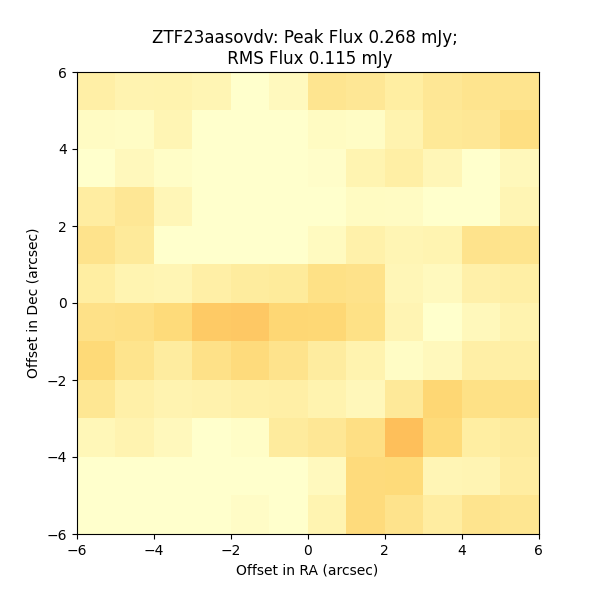 ZTF23aasovdv: Peak Flux 0.268 mJy;
RMS Flux 0.115 mJy
6
4
2
0
−2
−4
−6
Offset in Dec (arcsec)
−6 −4 −2 0 2 4 6
Offset in RA (arcsec)